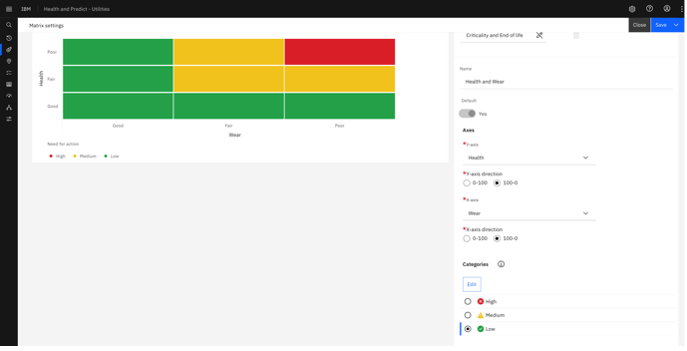 IBM Health and Predict - Utilities
Matrix settings
Close
Save
Poor
Fair
Good
Health
Good
Fair
Poor
Wear
Need for action
High
Medium
Low
Criticality and End of life
Name
Health and Wear
Default
Yes
Axes
*Y-axis
Health
*Y-axis direction
0-100
100-0
*X-axis
Wear
*X-axis direction
0-100
100-0
Categories
Edit
High
Medium
Low